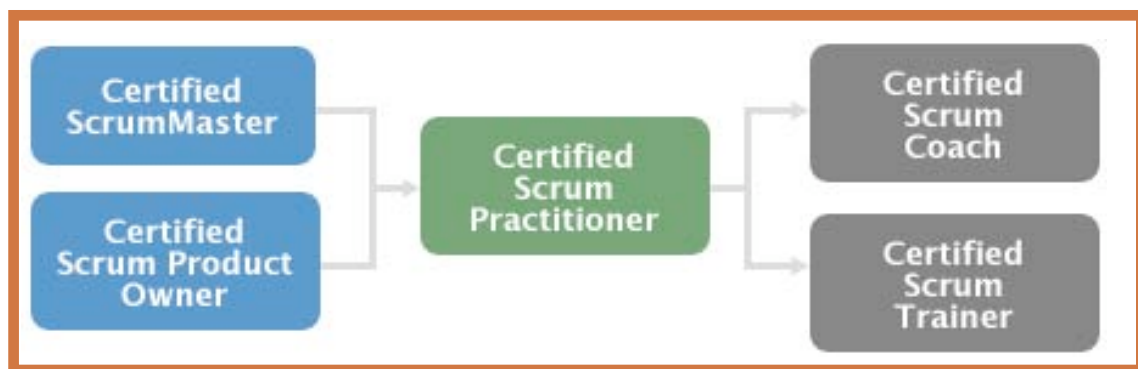 Certified
ScrumMaster
Certified
Scrum Product
Owner
Certified
Scrum
Practitioner
Certified
Scrum
Coach
Certified
Scrum
Trainer